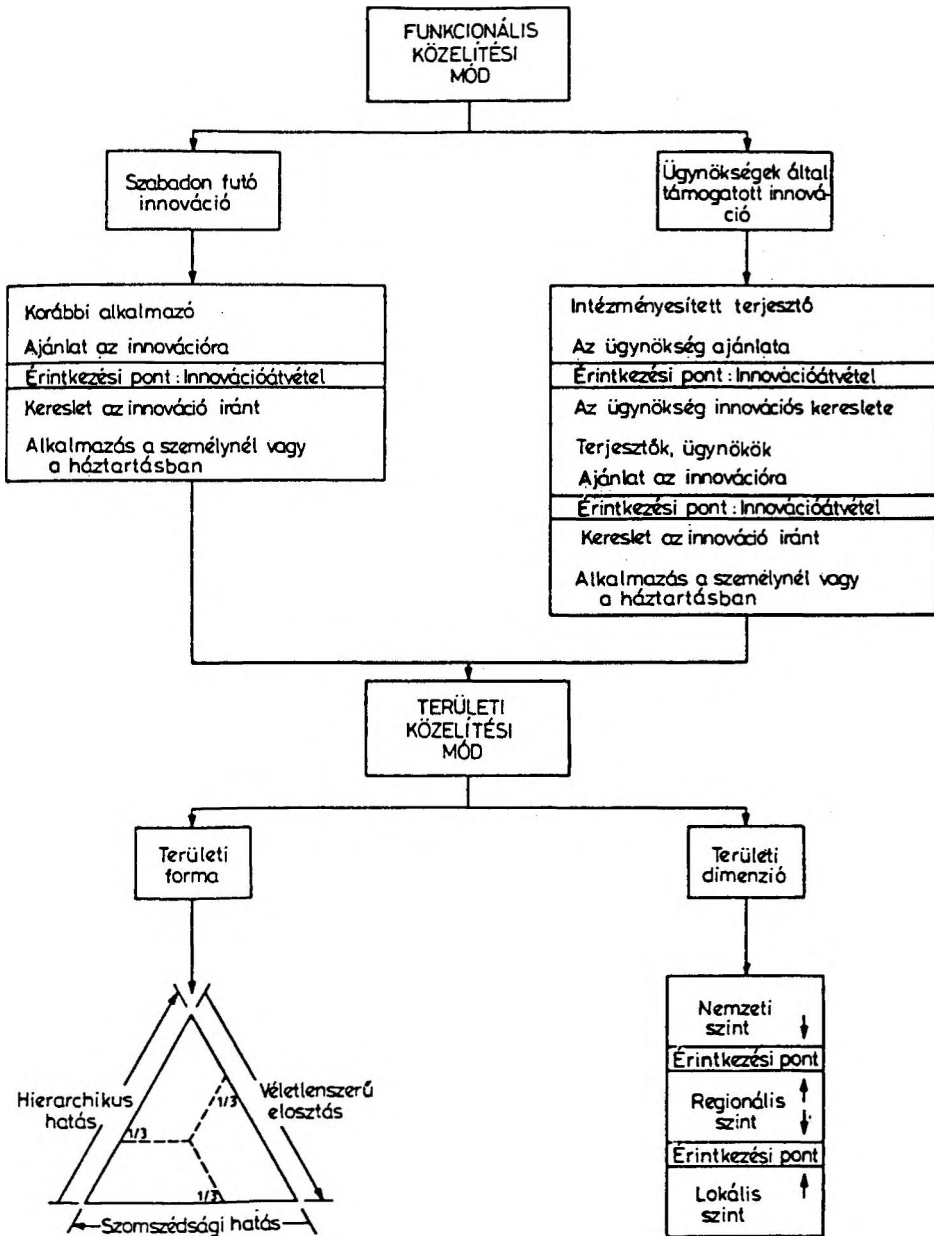 FUNKCIONÁLIS
KÖZELITÉSI
MÓD
Szabadon futó
innováció
Ügynökségek által
támogatott innová-
ció
Korábbi alkalmazó
Ajánlat az innovációra
Érintkezési pont : Innovációátvétel
Kereslet az innováció iránt
Alkalmazás a személynél vagy
a háztartásban
Intézményesített terjesztő
Az ügynökség ajánlata
Érintkezési pont : Innovációátvétel
Az ügynökség innovációs kereslete
Terjesztők, ügynökök
Ajánlat az innovációra
Érintkezési pont : Innovációátvétel
Kereslet az innováció iránt
Alkalmazás a személynél vagy
a háztartásban
TERÜLETI
KÖZELÍTÉSI
MÓD
Területi
forma
Területi
dimenzió
Hierarchikus
hatás
Véletlenszerű
elosztás
1/3
1/3
1/3
Szomszédsági hatás
Nemzeti
szint
Érintkezési pont
Regionális
szint
Érintkezési pont
Lokális
szint